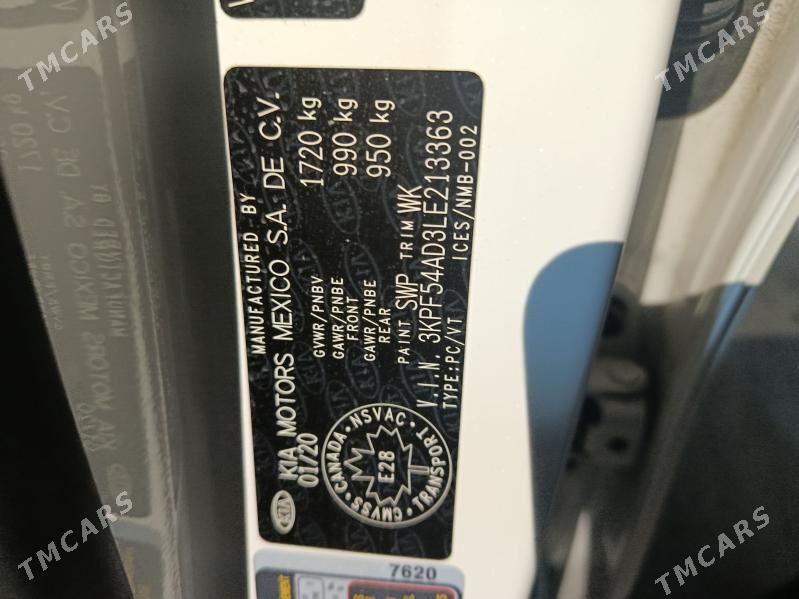 MANUFACTURED BY
KIA KIA MOTORS MEXICO S.A. DE C.V.
01/20
GVWR/PNBV 1720 kg
GAWR/PNBE FRONT 990 kg
GAWR/PNBE REAR 950 kg
PAINT SWP TRIM WK
V.I.N. 3KPF54AD3LE213363
TYPE:PC/VT ICES/NMB-002
CANADA · NSVAC · TRANSPORT · CMVSS
E28
7620
TMCARS
TMCARS
TMCARS
TMCARS